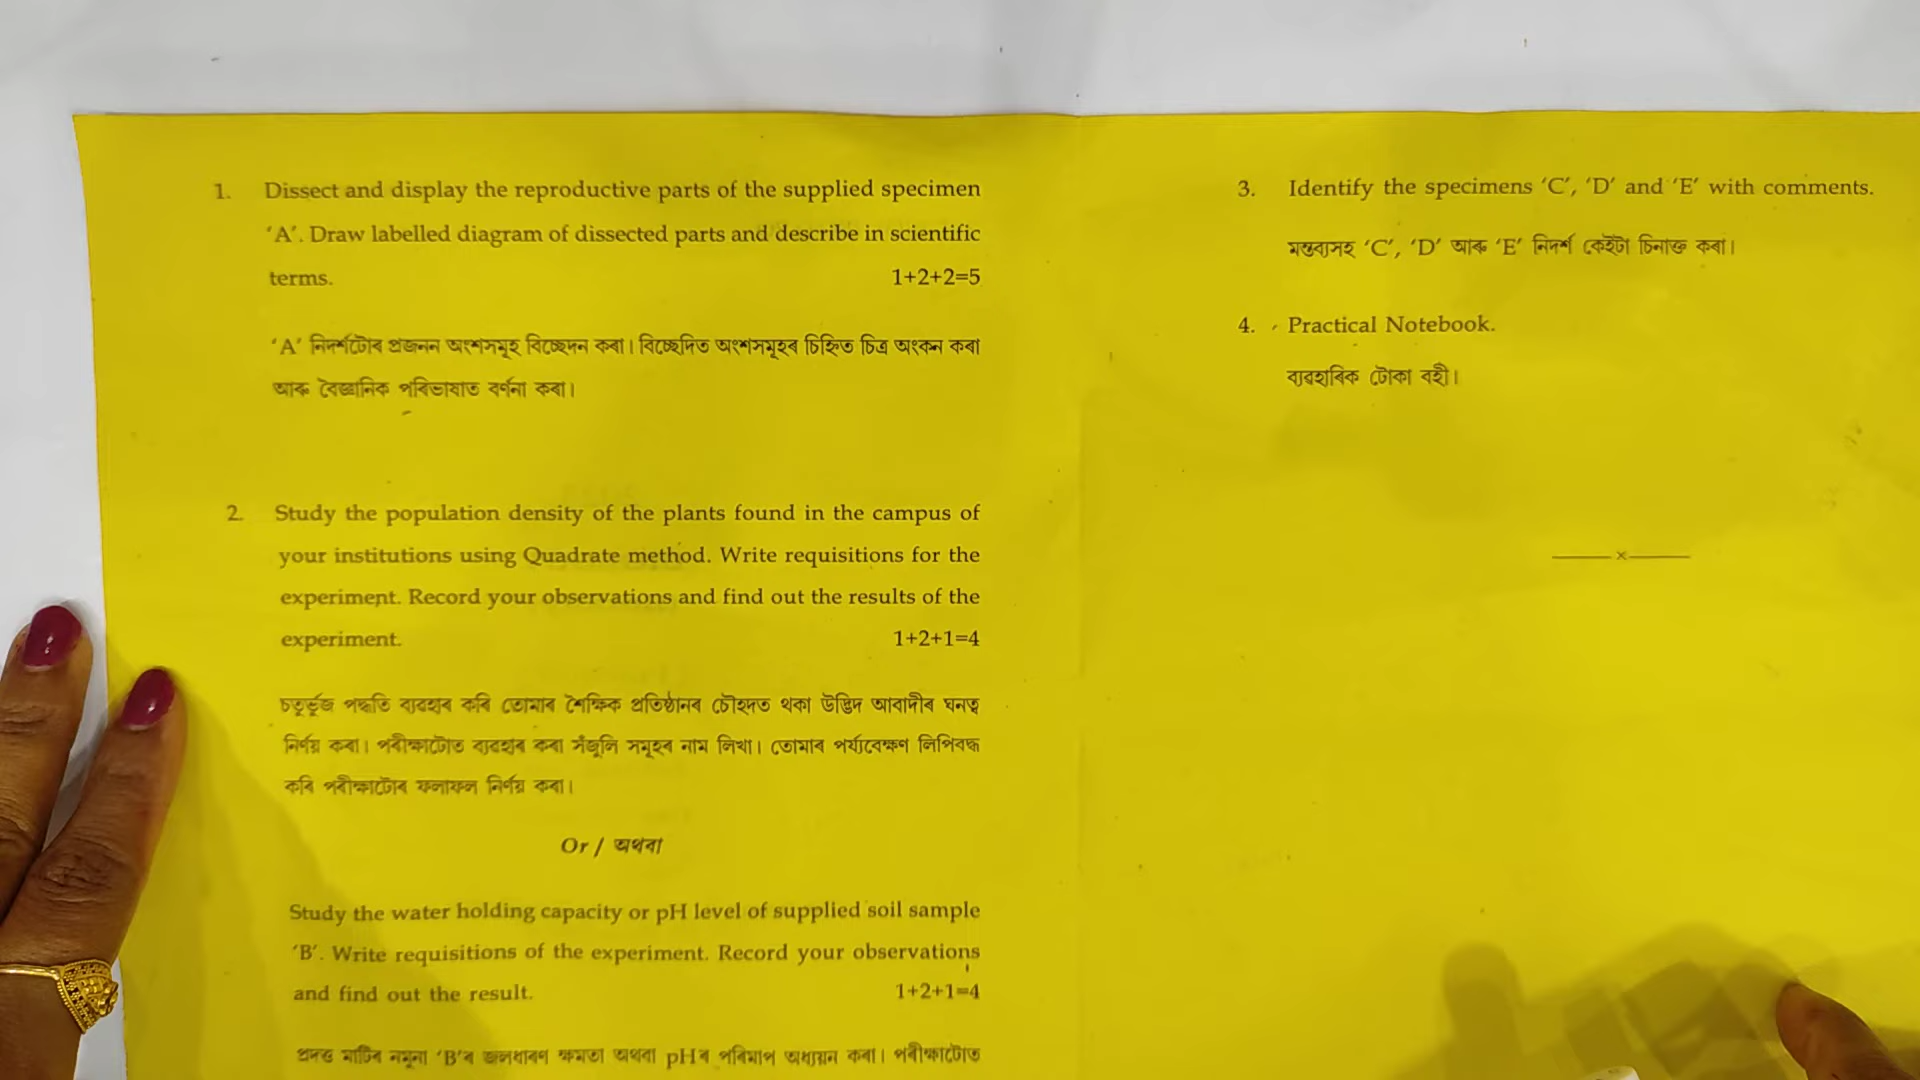 1. Dissect and display the reproductive parts of the supplied specimen
'A'. Draw labelled diagram of dissected parts and describe in scientific
terms. 1+2+2=5
'A' নিদৰ্শটোৰ প্ৰজনন অংশসমূহ বিচ্ছেদন কৰা। বিচ্ছেদিত অংশসমূহৰ চিহ্নিত চিত্ৰ অংকন কৰা
আৰু বৈজ্ঞানিক পৰিভাষাত বৰ্ণনা কৰা।
2. Study the population density of the plants found in the campus of
your institutions using Quadrate method. Write requisitions for the
experiment. Record your observations and find out the results of the
experiment. 1+2+1=4
চতুৰ্ভূজ পদ্ধতি ব্যৱহাৰ কৰি তোমাৰ শৈক্ষিক প্ৰতিষ্ঠানৰ চৌহদত থকা উদ্ভিদ আবাদীৰ ঘনত্ব
নিৰ্ণয় কৰা। পৰীক্ষাটোত ব্যৱহাৰ কৰা সঁজুলি সমূহৰ নাম লিখা। তোমাৰ পৰ্য্যবেক্ষণ লিপিবদ্ধ
কৰি পৰীক্ষাটোৰ ফলাফল নিৰ্ণয় কৰা।
Or / অথবা
Study the water holding capacity or pH level of supplied soil sample
'B'. Write requisitions of the experiment. Record your observations
and find out the result. 1+2+1=4
প্ৰদত্ত মাটিৰ নমুনা 'B'ৰ জলধাৰণ ক্ষমতা অথবা pHৰ পৰিমাপ অধ্যয়ন কৰা। পৰীক্ষাটোত
3. Identify the specimens 'C', 'D' and 'E' with comments.
মন্তব্যসহ 'C', 'D' আৰু 'E' নিদৰ্শ কেইটা চিনাক্ত কৰা।
4. Practical Notebook.
ব্যৱহাৰিক টোকা বহী।
———×———